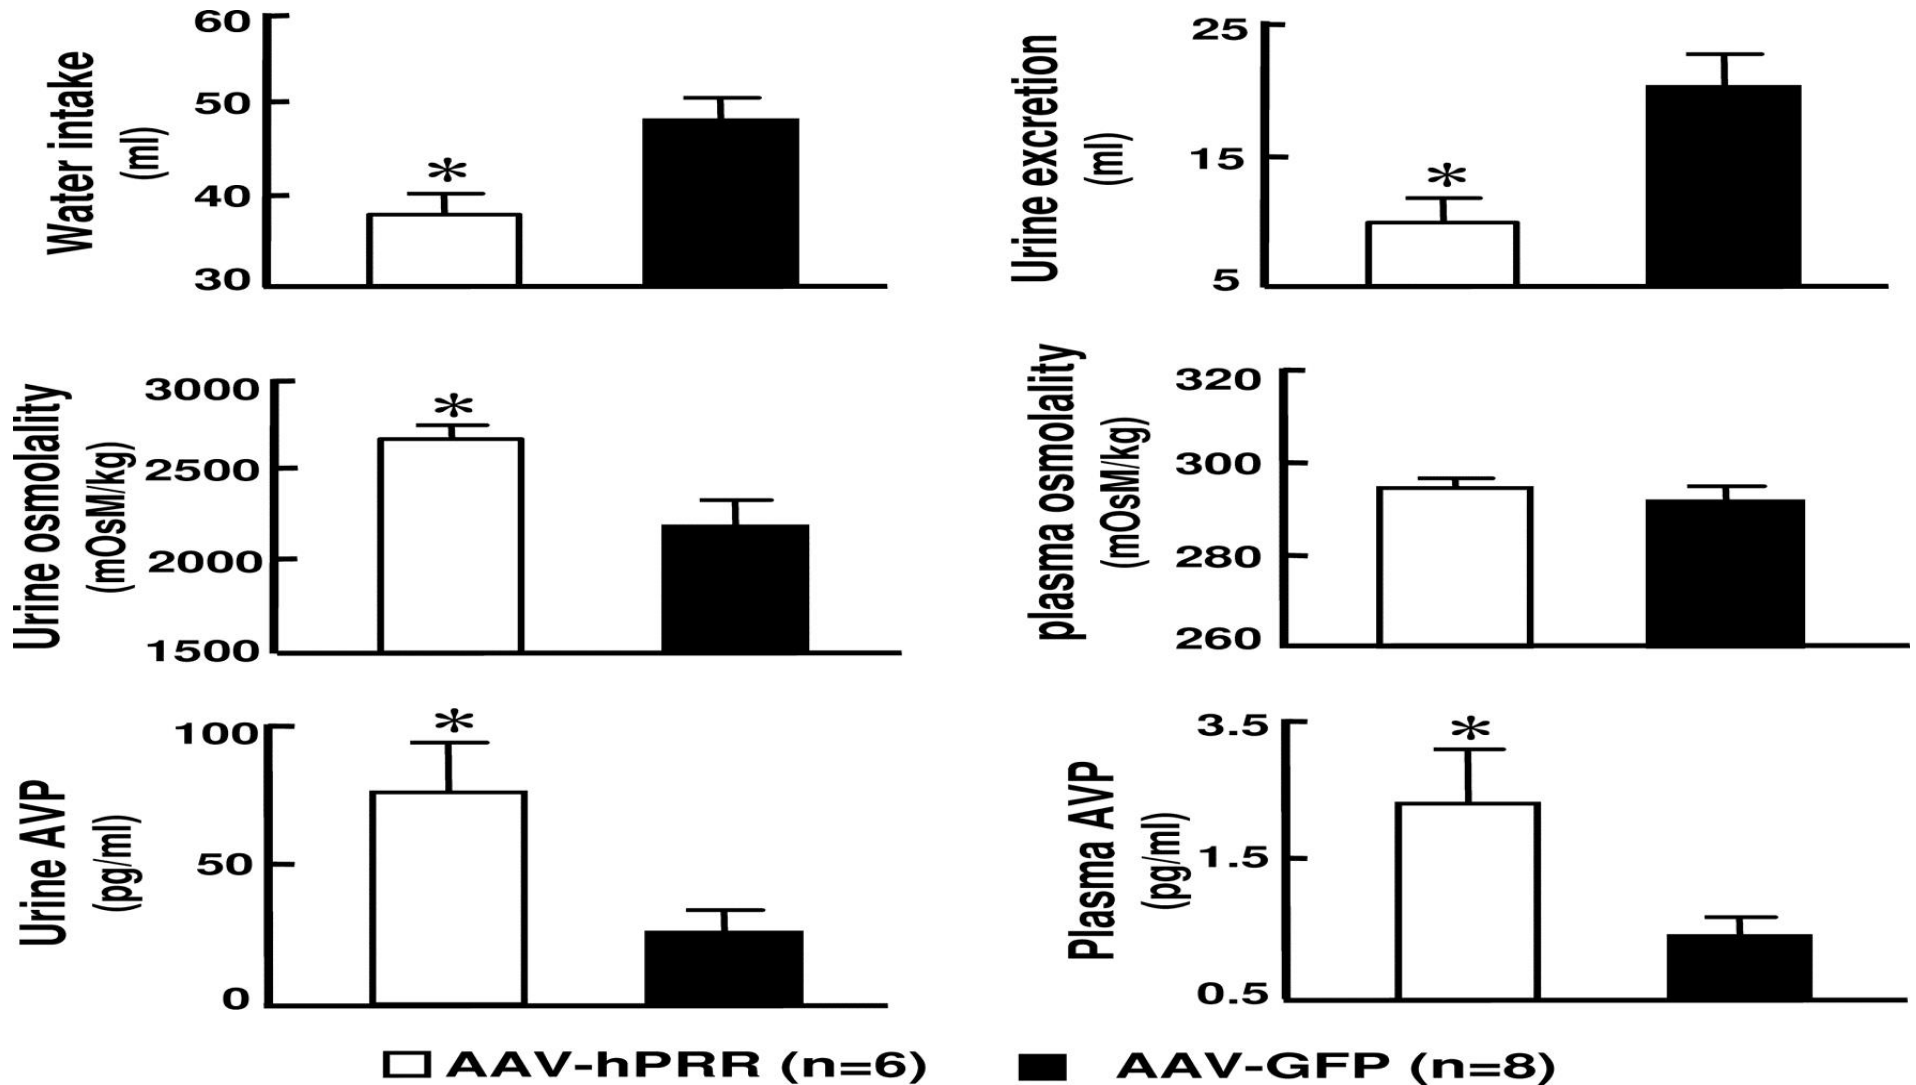 Water intake
(ml)
60
50
40
30
*
Urine excretion
(ml)
25
15
5
*
Urine osmolality
(mOsM/kg)
3000
2500
2000
1500
*
plasma osmolality
(mOsM/kg)
320
300
280
260
Urine AVP
(pg/ml)
100
50
0
*
Plasma AVP
(pg/ml)
3.5
1.5
0.5
*
AAV-hPRR (n=6)
AAV-GFP (n=8)